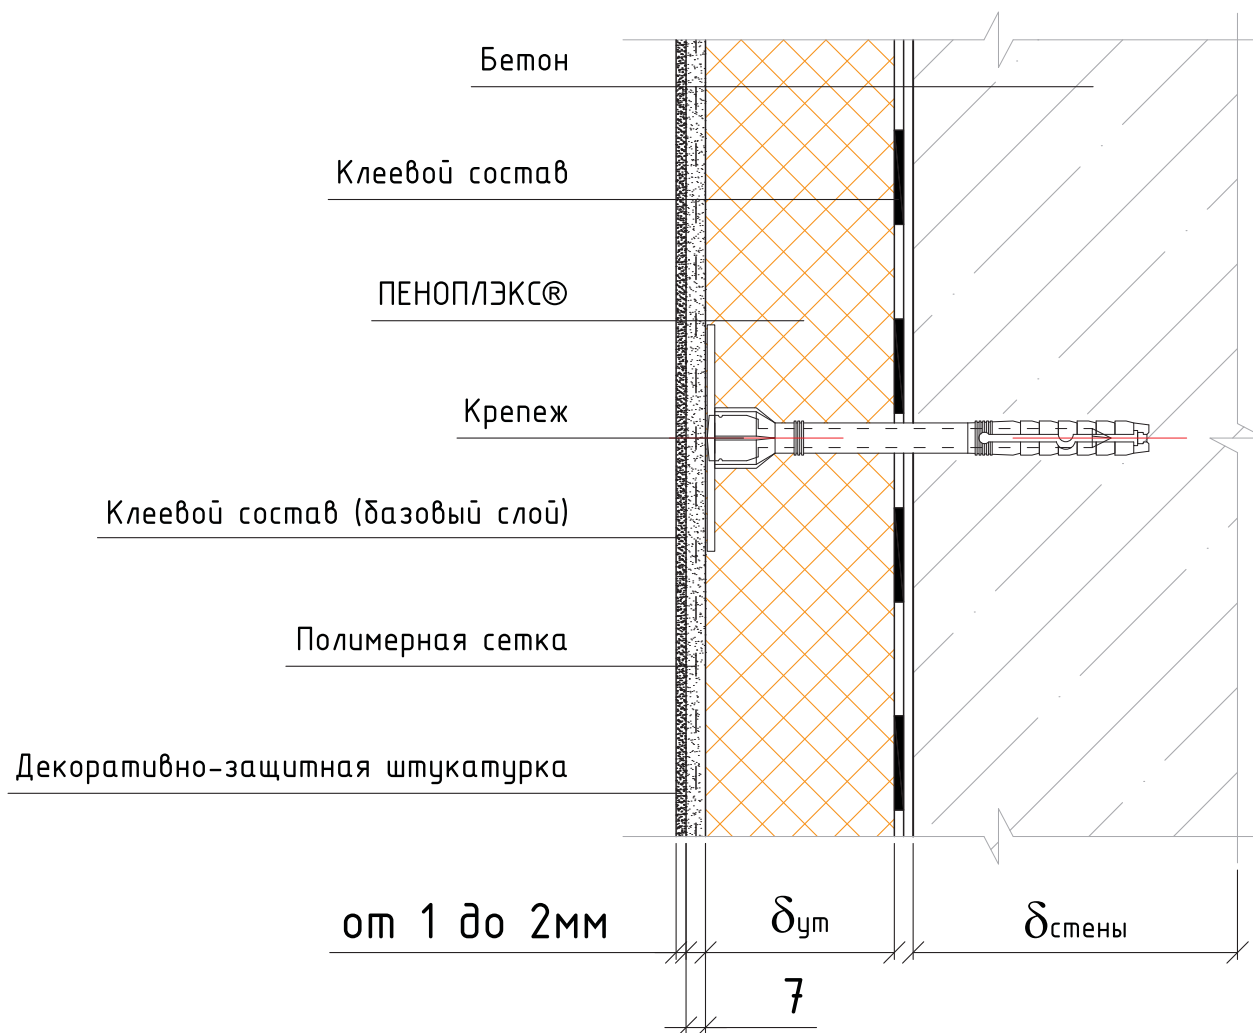 Бетон
Клеевой состав
ПЕНОПЛЭКС®
Крепеж
Клеевой состав (базовый слой)
Полимерная сетка
Декоративно-защитная штукатурка
от 1 до 2мм
δут
δстены
7